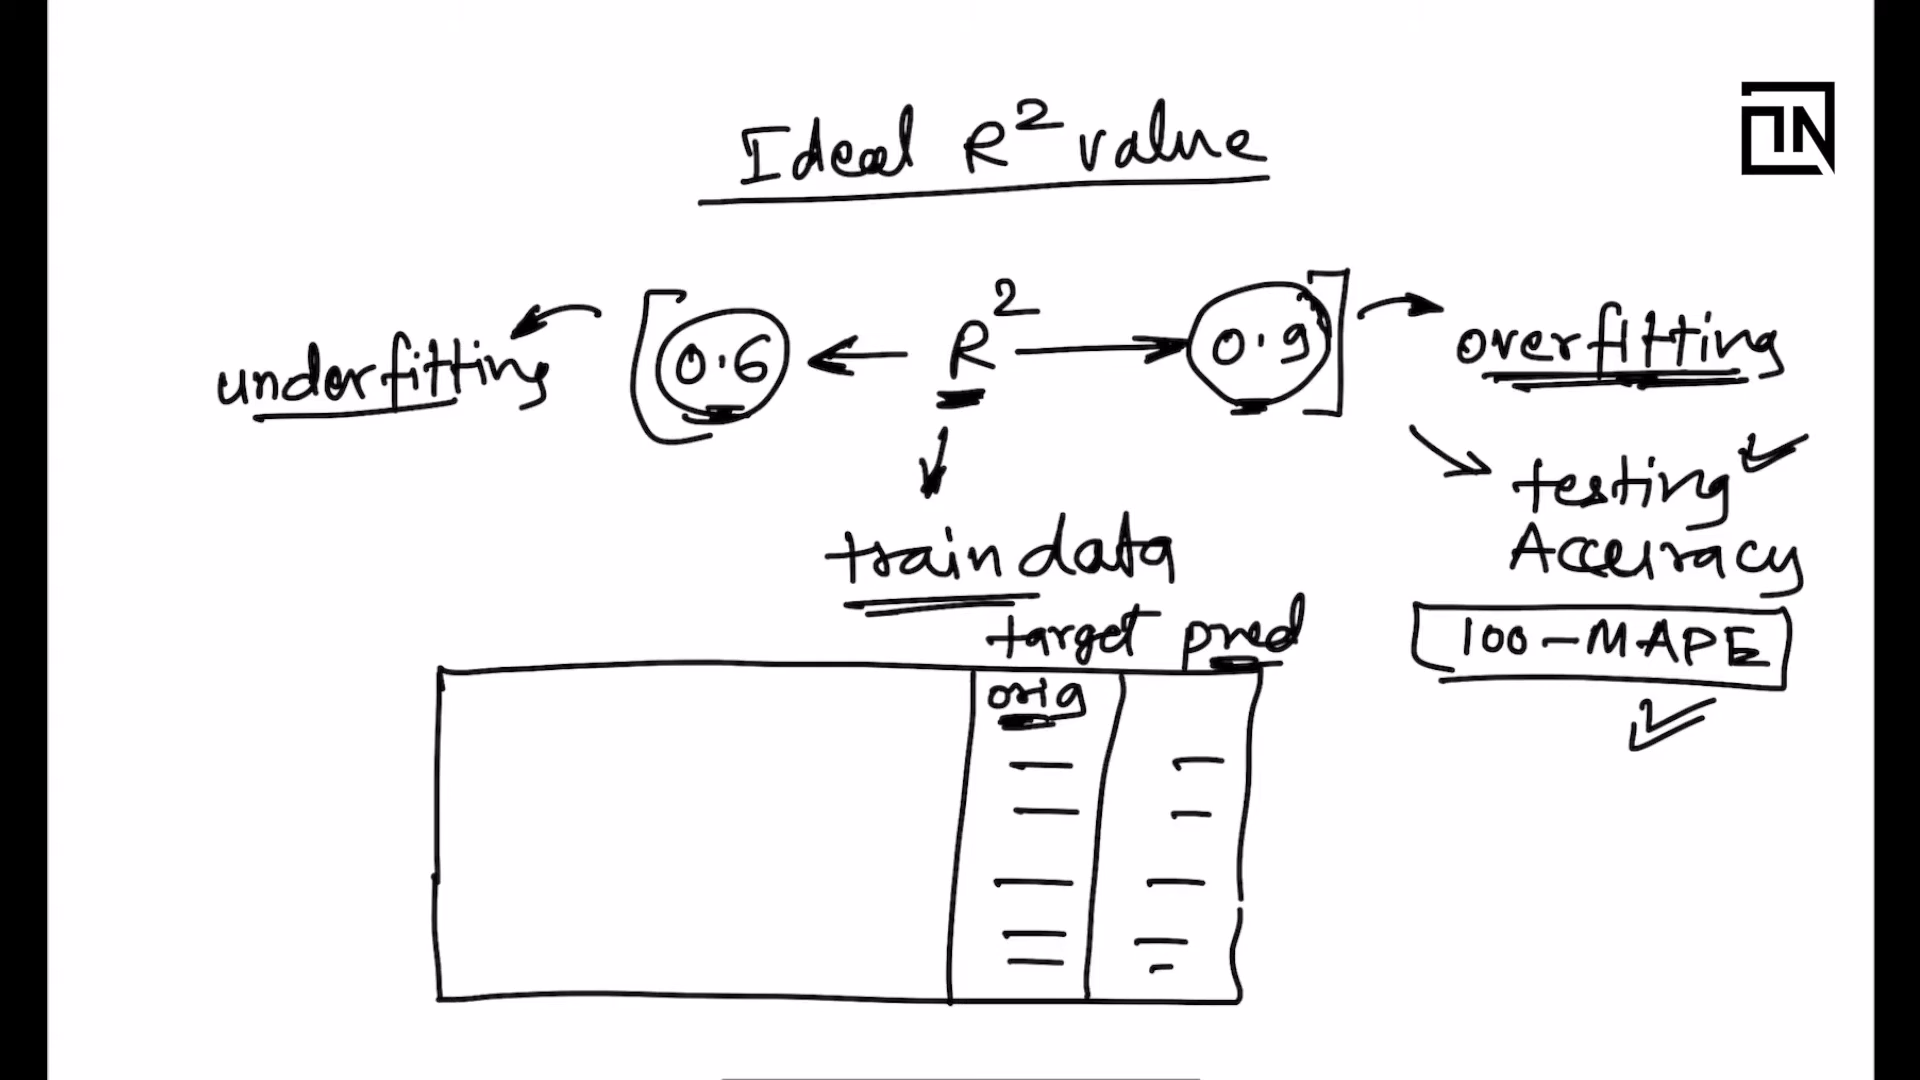 Ideal R² value
underfitting 0.6 R² 0.9 overfitting
testing
Accuracy
train data
target pred
100-MAPE
orig